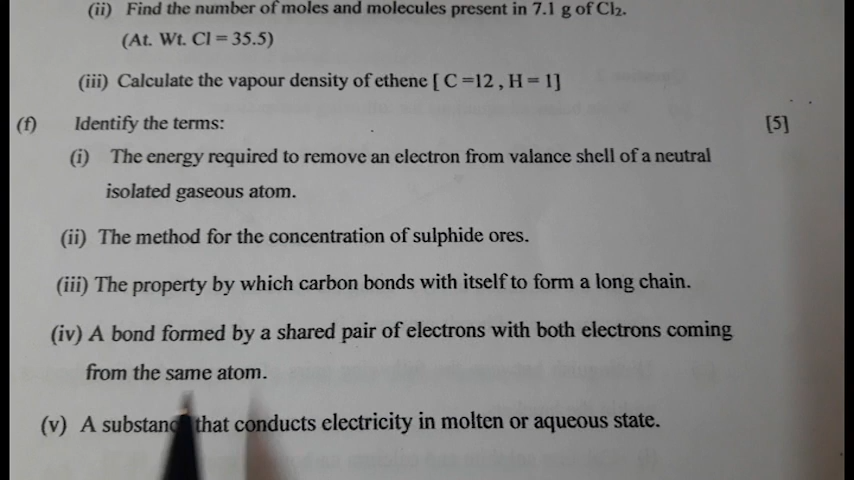 (ii) Find the number of moles and molecules present in 7.1 g of Cl₂.
(At. Wt. Cl = 35.5)
(iii) Calculate the vapour density of ethene [ C =12 , H = 1]
(f) Identify the terms: [5]
(i) The energy required to remove an electron from valance shell of a neutral
isolated gaseous atom.
(ii) The method for the concentration of sulphide ores.
(iii) The property by which carbon bonds with itself to form a long chain.
(iv) A bond formed by a shared pair of electrons with both electrons coming
from the same atom.
(v) A substance that conducts electricity in molten or aqueous state.